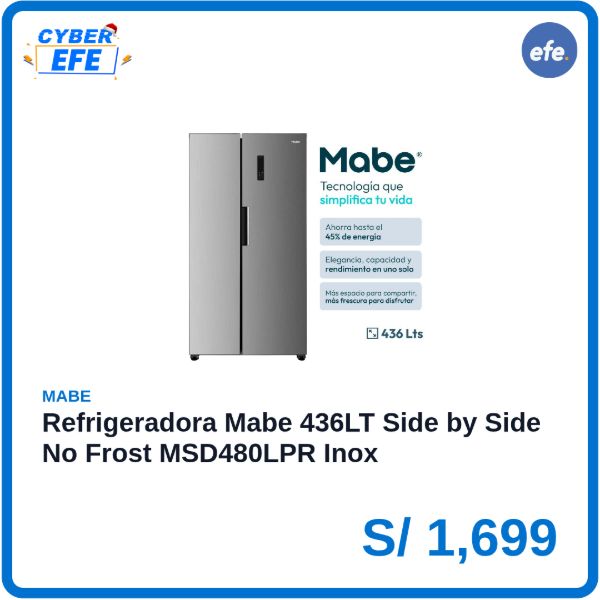 CYBER
EFE
efe.
Mabe®
Tecnología que
simplifica tu vida
Ahorra hasta el
45% de energía
Elegancia, capacidad y
rendimiento en uno solo
Más espacio para compartir,
más frescura para disfrutar
436 Lts
MABE
Refrigeradora Mabe 436LT Side by Side
No Frost MSD480LPR Inox
S/ 1,699